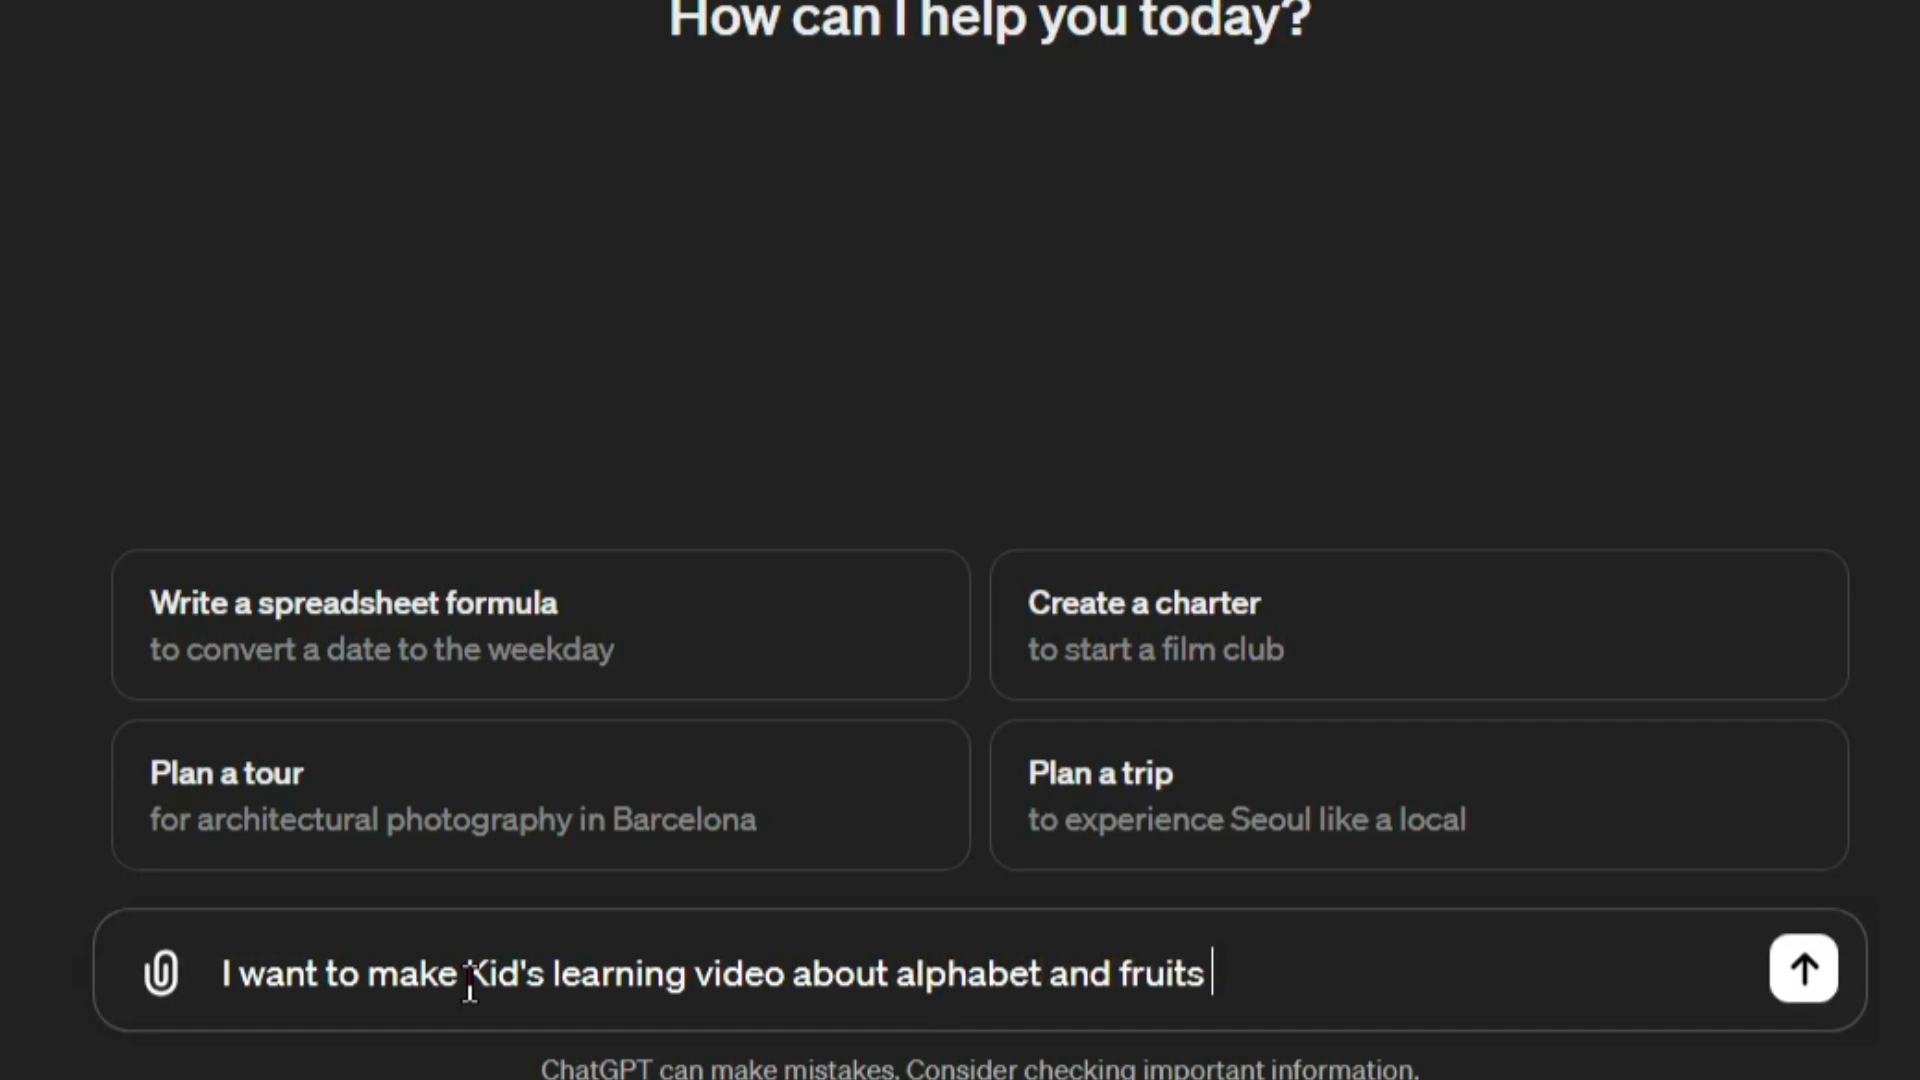 How can I help you today?
Write a spreadsheet formula
to convert a date to the weekday
Create a charter
to start a film club
Plan a tour
for architectural photography in Barcelona
Plan a trip
to experience Seoul like a local
I want to make Kid's learning video about alphabet and fruits
ChatGPT can make mistakes. Consider checking important information.